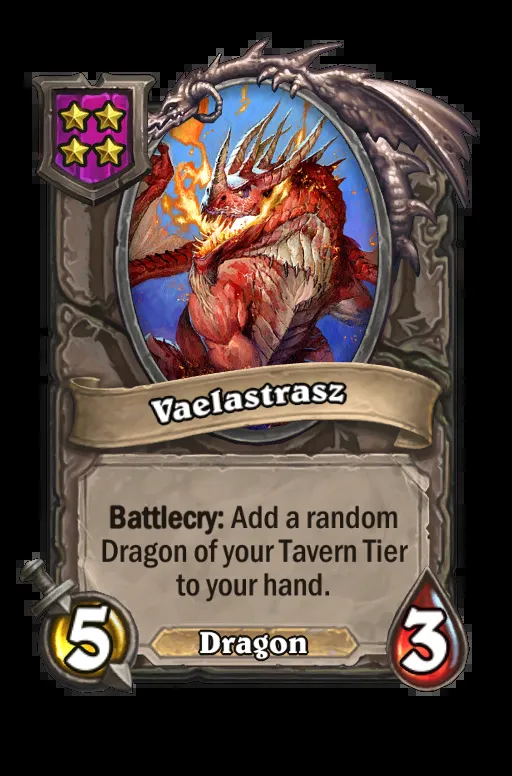 Vaelastrasz
Battlecry: Add a random
Dragon of your Tavern Tier
to your hand.
5
Dragon
3